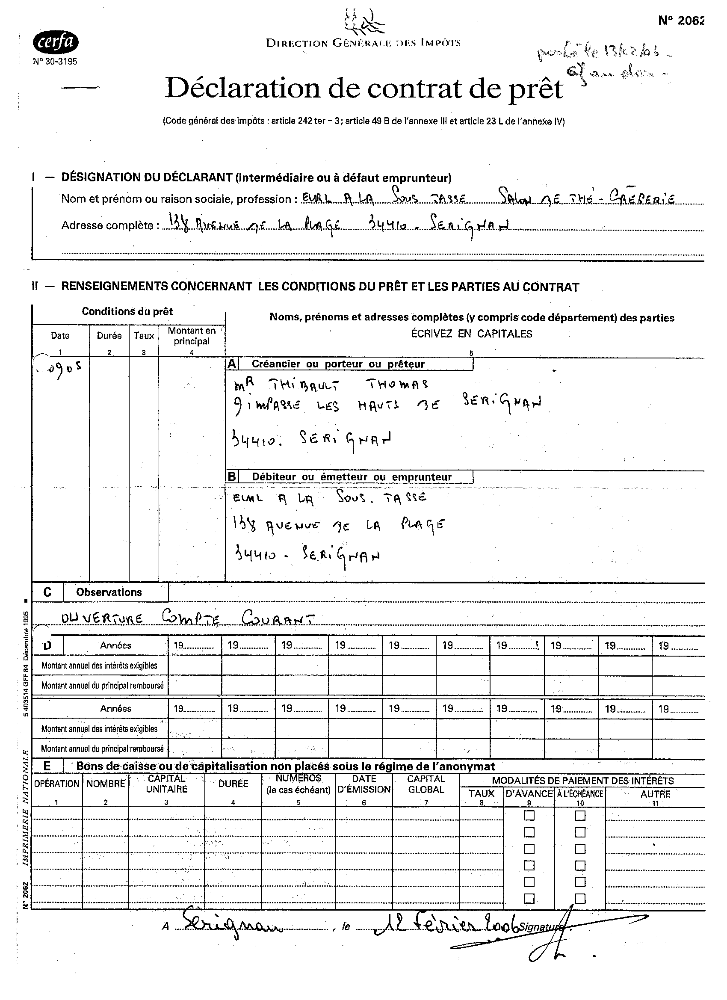 N° 2062
cerfa
N° 30-3195
DIRECTION GÉNÉRALE DES IMPÔTS
posté le 13/02/06 -
au dos -
Déclaration de contrat de prêt
(Code général des impôts : article 242 ter – 3; article 49 B de l'annexe III et article 23 L de l'annexe IV)
I — DÉSIGNATION DU DÉCLARANT (intermédiaire ou à défaut emprunteur)
Nom et prénom ou raison sociale, profession : EURL A LA SOUS TASSE SALON DE THE - CRÊPERIE
Adresse complète : 138 AVENUE DE LA PLAGE 34410 - SERIGNAN
II — RENSEIGNEMENTS CONCERNANT LES CONDITIONS DU PRÊT ET LES PARTIES AU CONTRAT
Conditions du prêt
Noms, prénoms et adresses complètes (y compris code département) des parties
ÉCRIVEZ EN CAPITALES
Date Durée Taux Montant en principal
1 2 3 4 5
0905
A Créancier ou porteur ou prêteur
MR THIBAULT THOMAS
9 IMPASSE LES HAUTS DE SERIGNAN
34410. SERIGNAN
B Débiteur ou émetteur ou emprunteur
EURL A LA SOUS. TASSE
138 AVENUE DE LA PLAGE
34410 - SERIGNAN
C Observations
OUVERTURE COMPTE COURANT
D Années 19 19 19 19 19 19 19 19 19 19
Montant annuel des intérêts exigibles
Montant annuel du principal remboursé
Années 19 19 19 19 19 19 19 19 19 19
Montant annuel des intérêts exigibles
Montant annuel du principal remboursé
E Bons de caisse ou de capitalisation non placés sous le régime de l'anonymat
OPÉRATION NOMBRE CAPITAL UNITAIRE DURÉE NUMEROS (le cas échéant) DATE D'ÉMISSION CAPITAL GLOBAL MODALITÉS DE PAIEMENT DES INTÉRÊTS
TAUX D'AVANCE À L'ÉCHÉANCE AUTRE
1 2 3 4 5 6 7 8 9 10 11
A Sérignan, le 12 Février 2006 Signature :
N° 2062 IMPRIMERIE NATIONALE 5 403514 GFF 84 Décembre 1995